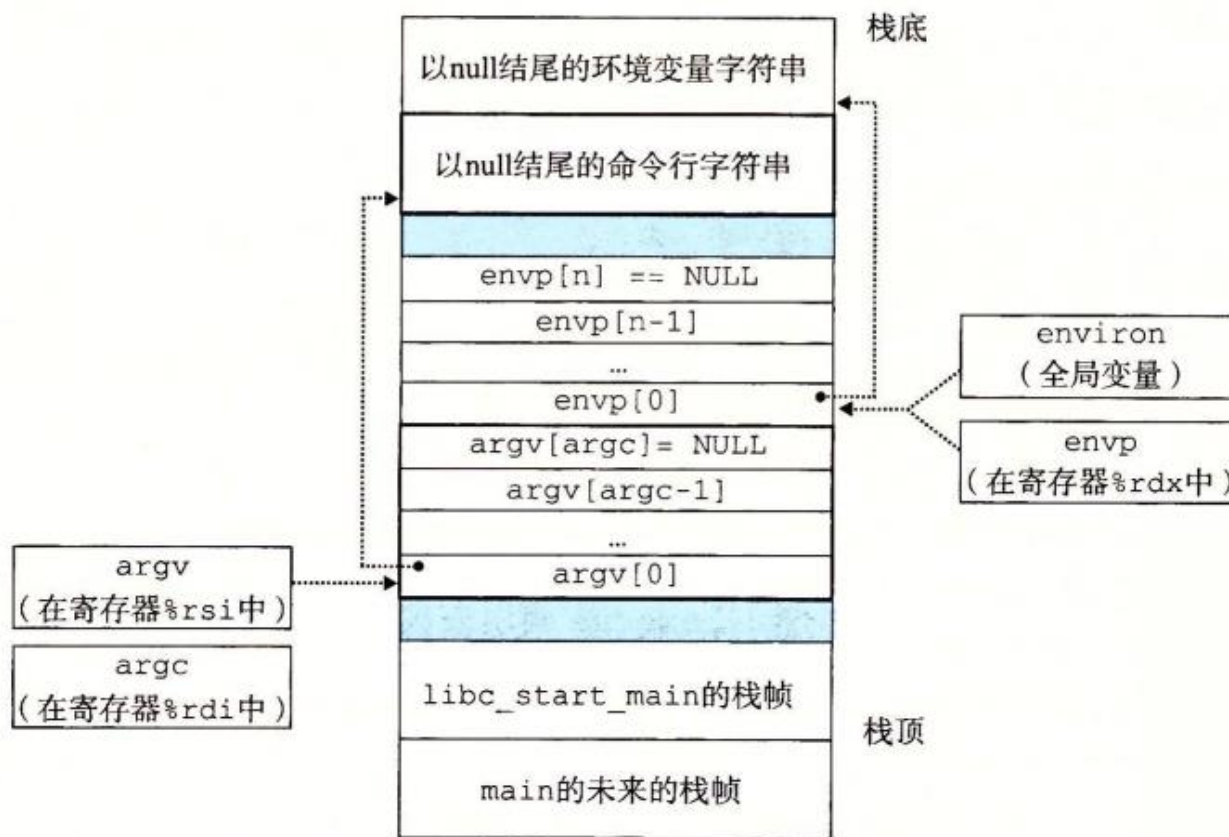 栈底
以null结尾的环境变量字符串
以null结尾的命令行字符串
envp[n] == NULL
envp[n-1]
…
envp[0]
argv[argc]= NULL
argv[argc-1]
…
argv[0]
libc_start_main的栈帧
main的未来的栈帧
environ
(全局变量)
envp
(在寄存器%rdx中)
argv
(在寄存器%rsi中)
argc
(在寄存器%rdi中)
栈顶